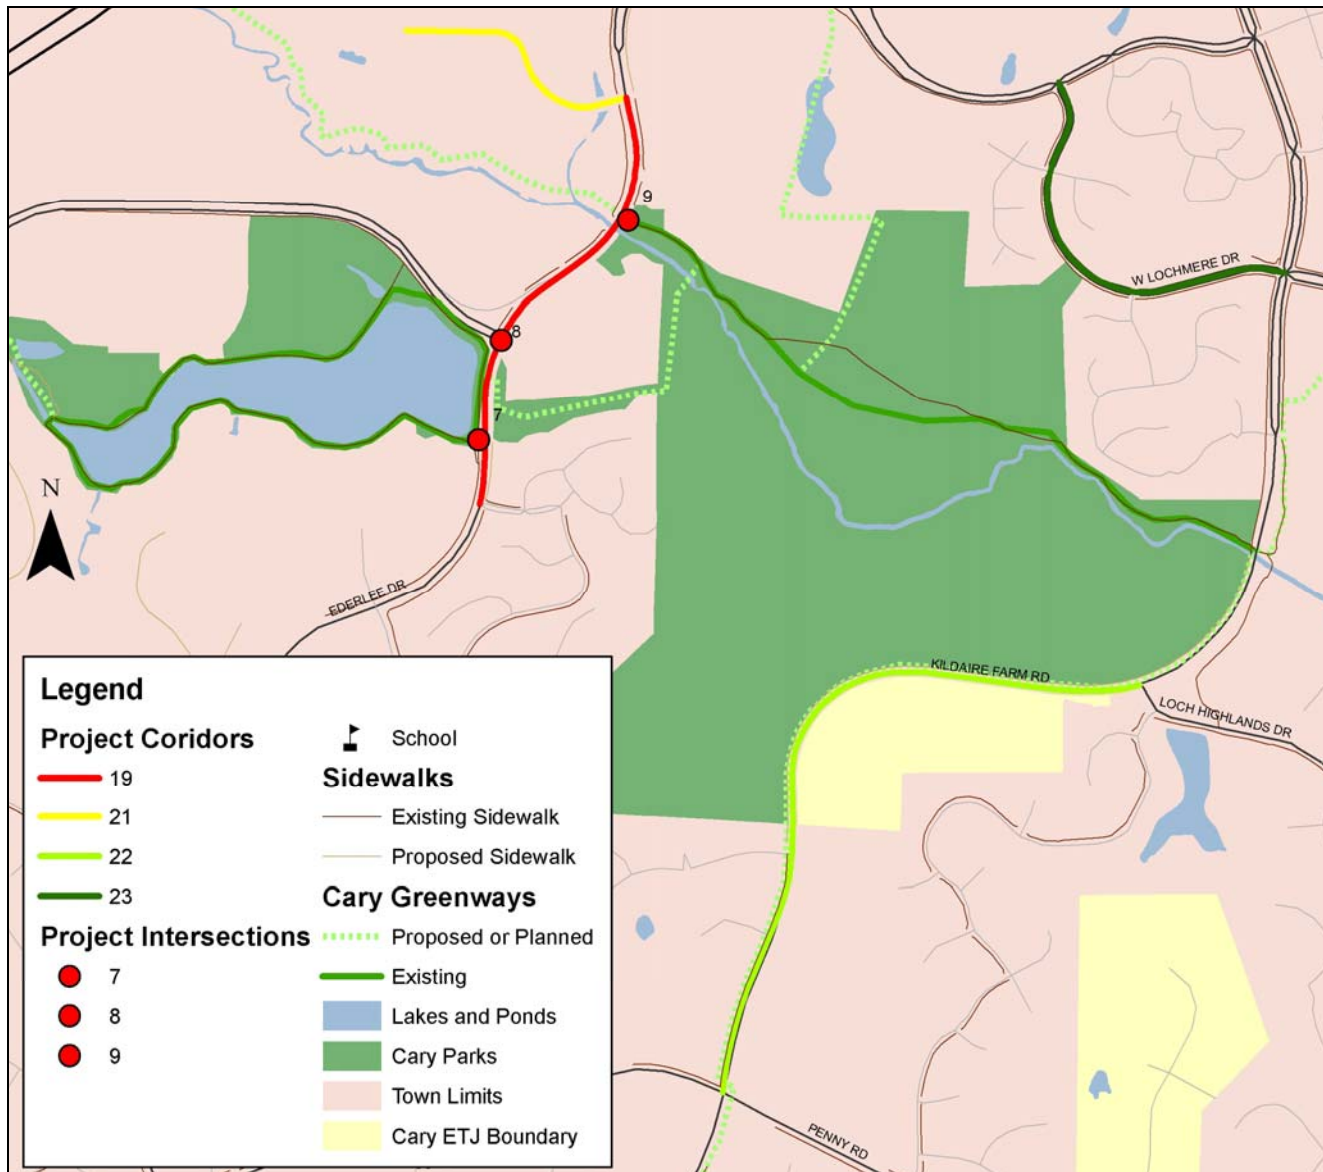 9
W LOCHMERE DR
8
7
N
EDERLEE DR
KILDAIRE FARM RD
LOCH HIGHLANDS DR
Legend
Project Coridors
19
21
22
23
Project Intersections
7
8
9
School
Sidewalks
Existing Sidewalk
Proposed Sidewalk
Cary Greenways
Proposed or Planned
Existing
Lakes and Ponds
Cary Parks
Town Limits
Cary ETJ Boundary
PENNY RD